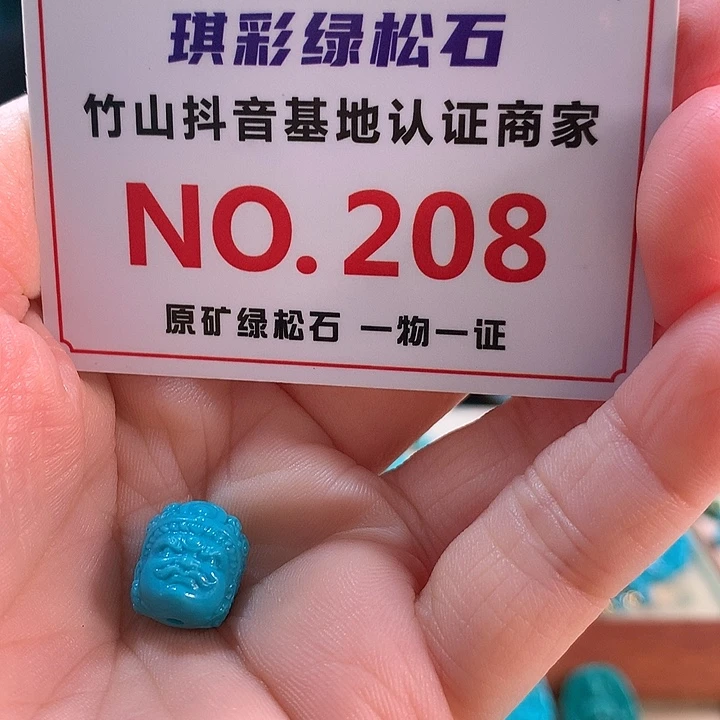 琪彩绿松石
竹山抖音基地认证商家
NO.208
原矿绿松石 一物一证